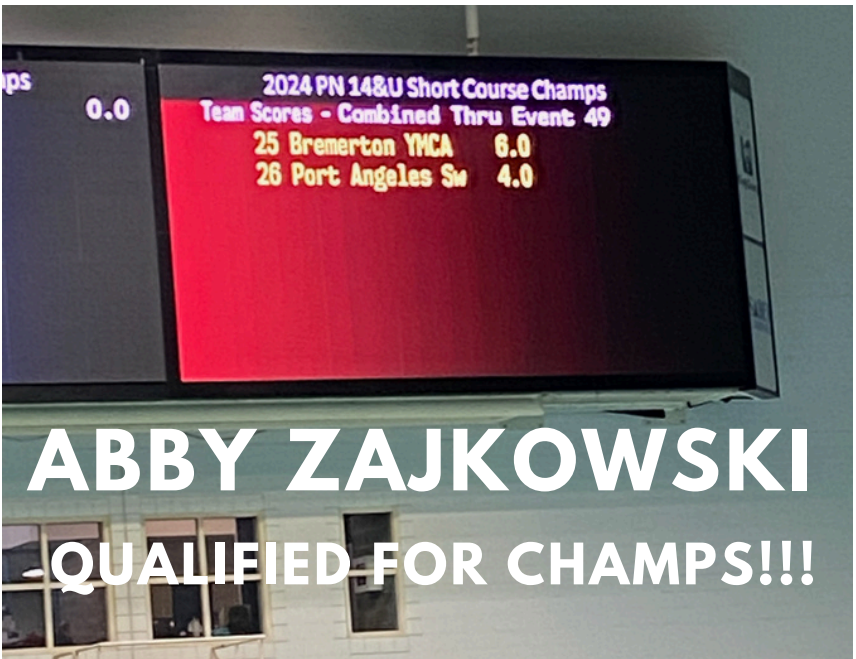 ps
0.0
2024 PN 14&U Short Course Champs
Team Scores - Combined Thru Event 49
25 Bremerton YMCA 6.0
26 Port Angeles Sw 4.0
ABBY ZAJKOWSKI
QUALIFIED FOR CHAMPS!!!